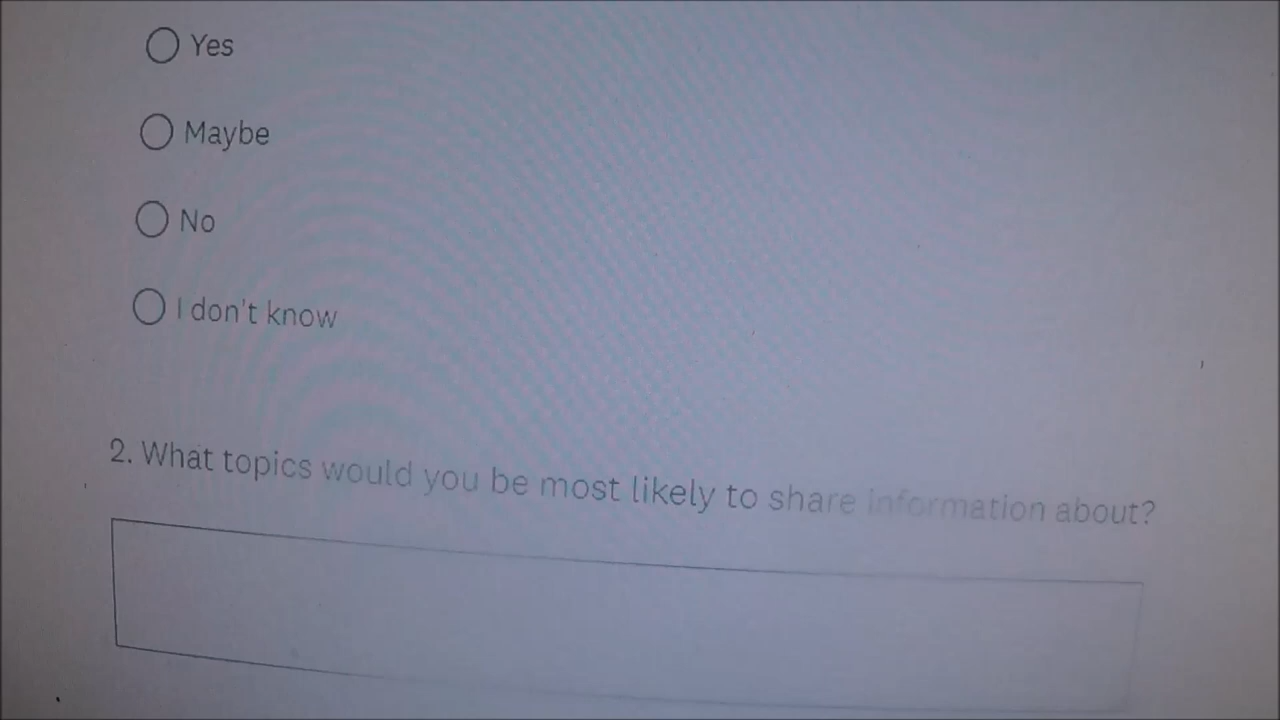 Yes
Maybe
No
I don't know
2. What topics would you be most likely to share information about?